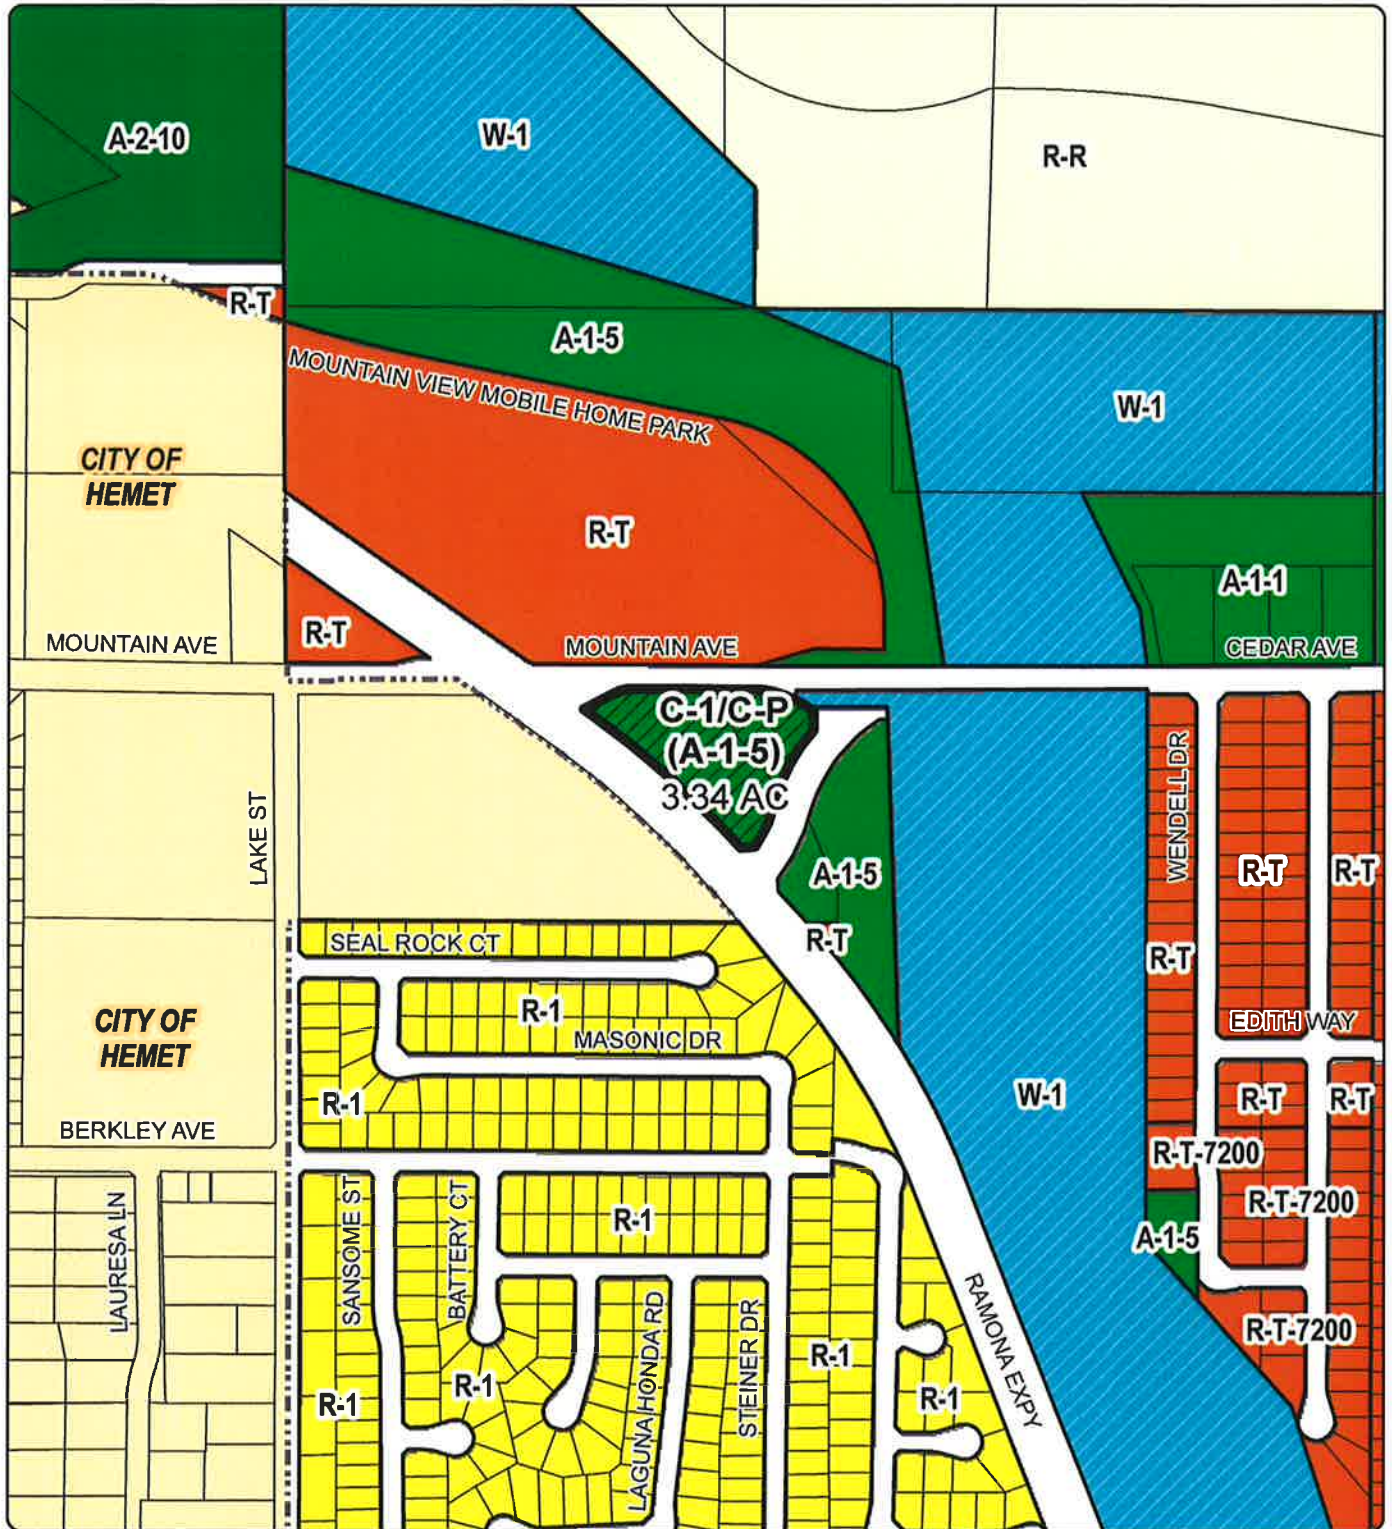 A-2-10
W-1
R-R
R-T
A-1-5
MOUNTAIN VIEW MOBILE HOME PARK
W-1
CITY OF
HEMET
R-T
A-1-1
R-T
MOUNTAIN AVE
MOUNTAIN AVE
CEDAR AVE
C-1/C-P
(A-1-5)
3.34 AC
LAKE ST
WENDELL DR
A-1-5
R-T
R-T
R-T
SEAL ROCK CT
R-T
R-1
CITY OF
HEMET
EDITH WAY
MASONIC DR
R-1
W-1
R-T
R-T
BERKLEY AVE
R-T-7200
LAURESA LN
SANSOME ST
BATTERY CT
R-1
R-T-7200
A-1-5
RAMONA EXPY
LAGUNA HONDA RD
STEINER DR
R-T-7200
R-1
R-1
R-1
R-1